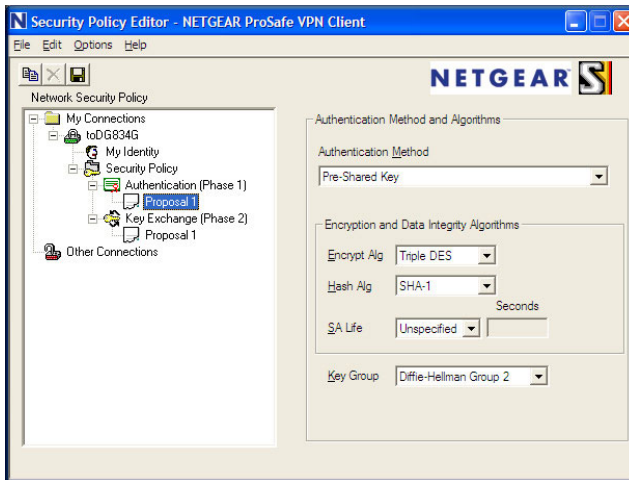 N Security Policy Editor - NETGEAR ProSafe VPN Client
File Edit Options Help
NETGEAR S
Network Security Policy
My Connections
toDG834G
My Identity
Security Policy
Authentication (Phase 1)
Proposal 1
Key Exchange (Phase 2)
Proposal 1
Other Connections
Authentication Method and Algorithms
Authentication Method
Pre-Shared Key
Encryption and Data Integrity Algorithms
Encrypt Alg Triple DES
Hash Alg SHA-1
Seconds
SA Life Unspecified
Key Group Diffie-Hellman Group 2